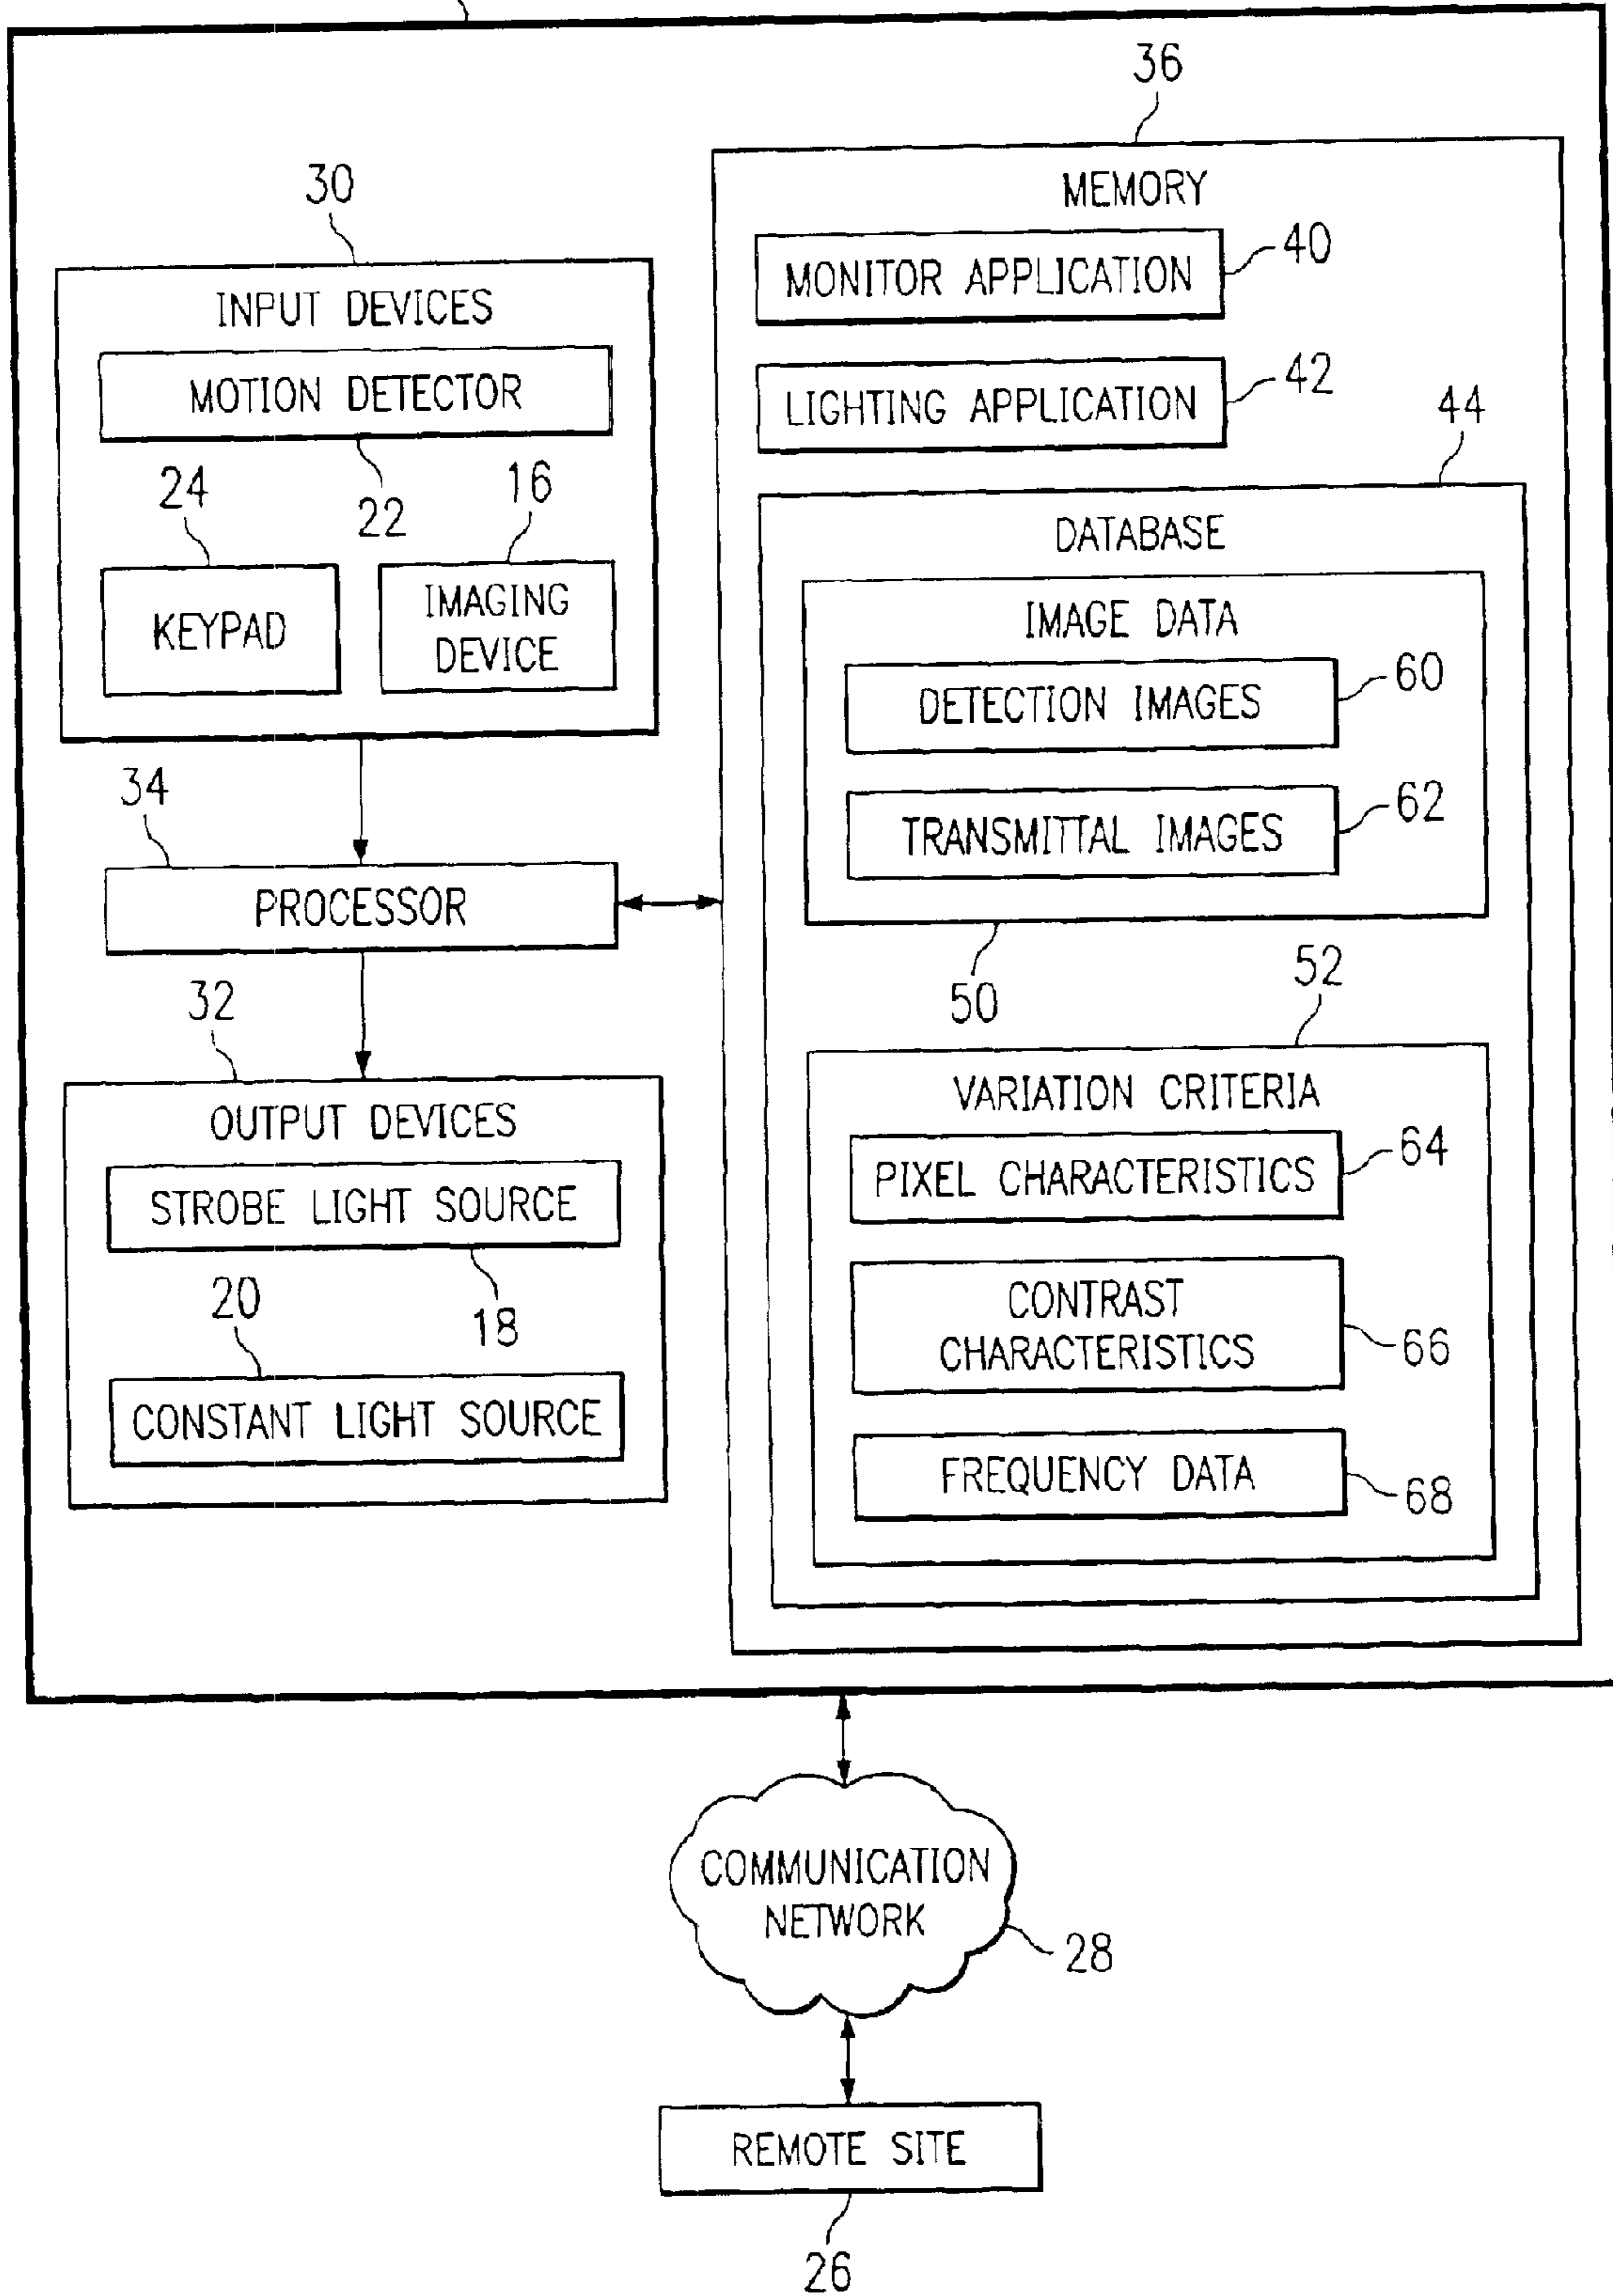 36
MEMORY
30
INPUT DEVICES
MOTION DETECTOR
22
24
KEYPAD
16
IMAGING
DEVICE
34
PROCESSOR
32
OUTPUT DEVICES
STROBE LIGHT SOURCE
18
20
CONSTANT LIGHT SOURCE
MONITOR APPLICATION
40
LIGHTING APPLICATION
42
44
DATABASE
IMAGE DATA
DETECTION IMAGES
60
TRANSMITTAL IMAGES
62
50
52
VARIATION CRITERIA
PIXEL CHARACTERISTICS
64
CONTRAST
CHARACTERISTICS
66
FREQUENCY DATA
68
COMMUNICATION
NETWORK
28
REMOTE SITE
26